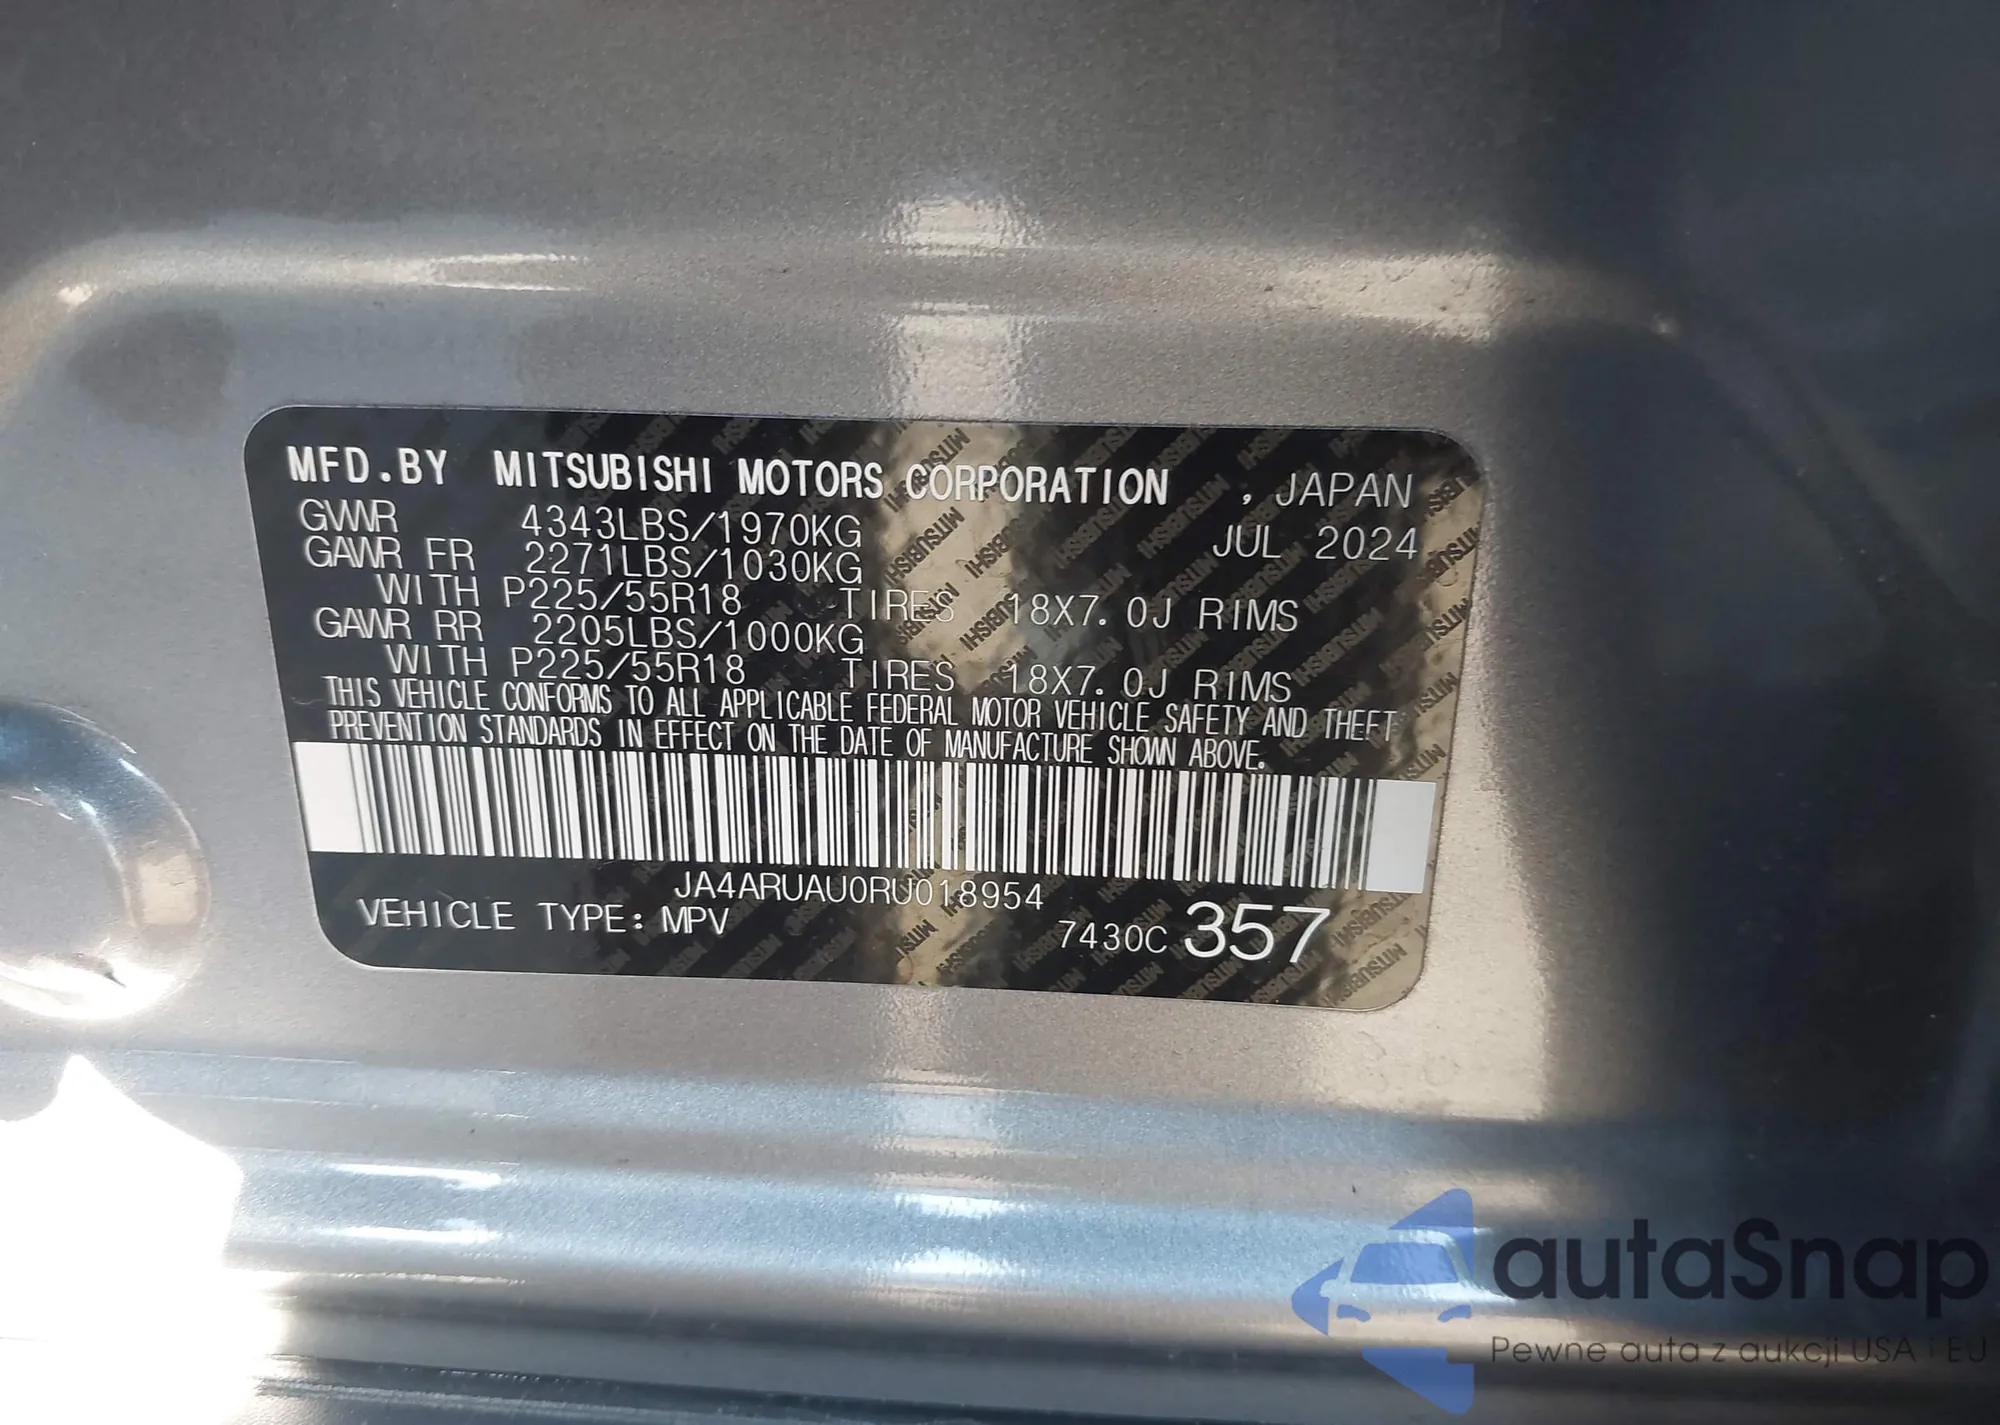 MFD.BY MITSUBISHI MOTORS CORPORATION , JAPAN
GVWR 4343LBS/1970KG JUL 2024
GAWR FR 2271LBS/1030KG
WITH P225/55R18 TIRES 18X7.0J RIMS
GAWR RR 2205LBS/1000KG
WITH P225/55R18 TIRES 18X7.0J RIMS
THIS VEHICLE CONFORMS TO ALL APPLICABLE FEDERAL MOTOR VEHICLE SAFETY AND THEFT
PREVENTION STANDARDS IN EFFECT ON THE DATE OF MANUFACTURE SHOWN ABOVE.
JA4ARUAU0RU018954
VEHICLE TYPE: MPV 7430C 357
autaSnap
Pewne auta z aukcji USA i EU